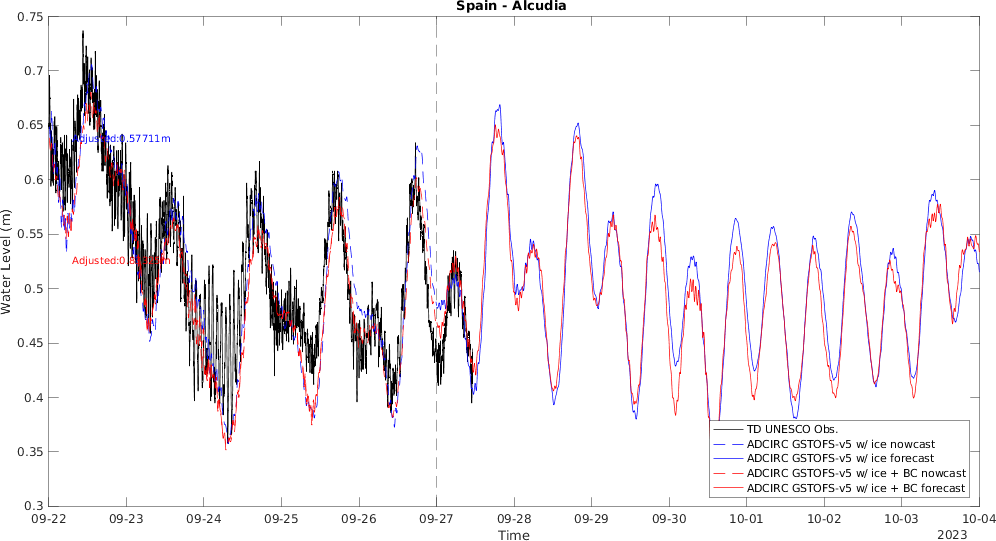 Spain - Alcudia
0.75
0.7
0.65
0.6
0.55
0.5
0.45
0.4
0.35
0.3
Water Level (m)
Adjusted:0.57711m
TD UNESCO Obs.
ADCIRC GSTOFS-v5 w/ ice nowcast
ADCIRC GSTOFS-v5 w/ ice forecast
ADCIRC GSTOFS-v5 w/ ice + BC nowcast
ADCIRC GSTOFS-v5 w/ ice + BC forecast
09-22 09-23 09-24 09-25 09-26 09-27 09-28 09-29 09-30 10-01 10-02 10-03 10-04
Time
2023